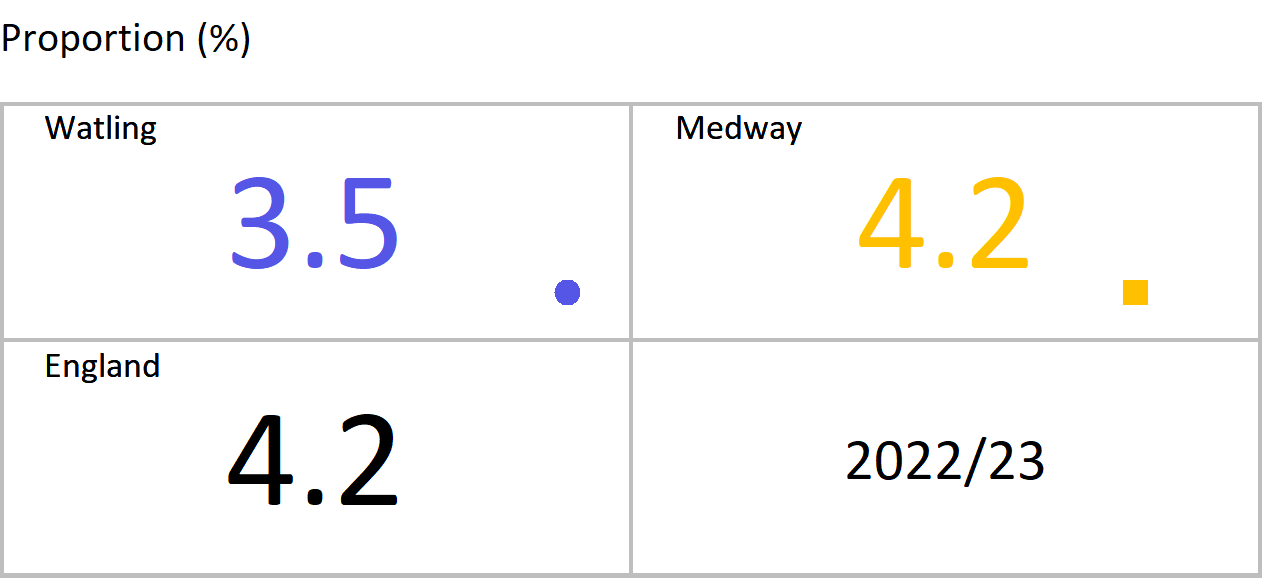 Proportion (%)
Watling
3.5
Medway
4.2
England
4.2
2022/23